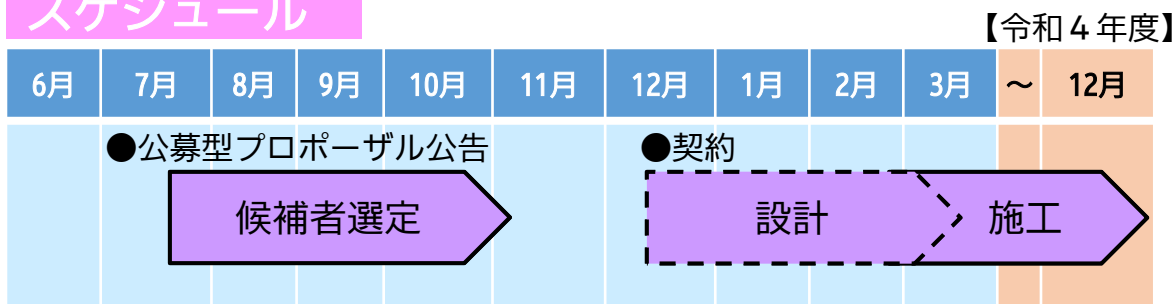 スケジュール
【令和４年度】
6月 7月 8月 9月 10月 11月 12月 1月 2月 3月 ～ 12月
●公募型プロポーザル公告 ●契約
候補者選定 設計 施工